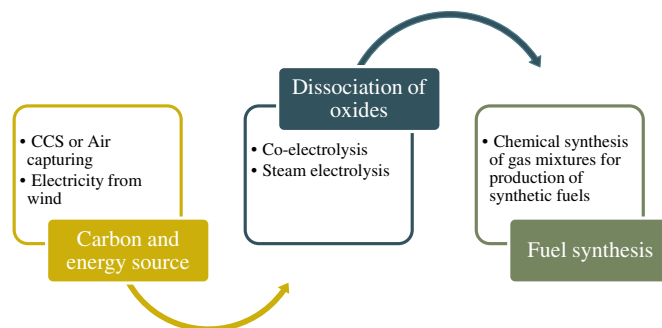 • CCS or Air
capturing
• Electricity from
wind
Carbon and
energy source
Dissociation of
oxides
• Co-electrolysis
• Steam electrolysis
• Chemical synthesis
of gas mixtures for
production of
synthetic fuels
Fuel synthesis